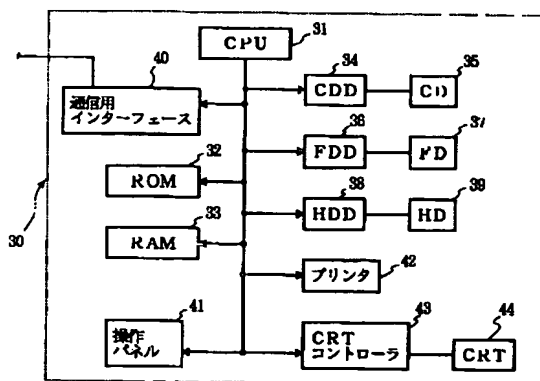 31
CPU
40
通信用
インターフェース
34
CDD
35
CD
36
FDD
37
FD
32
ROM
38
HDD
39
HD
33
RAM
30
42
プリンタ
41
操作
パネル
43
CRT
コントローラ
44
CRT